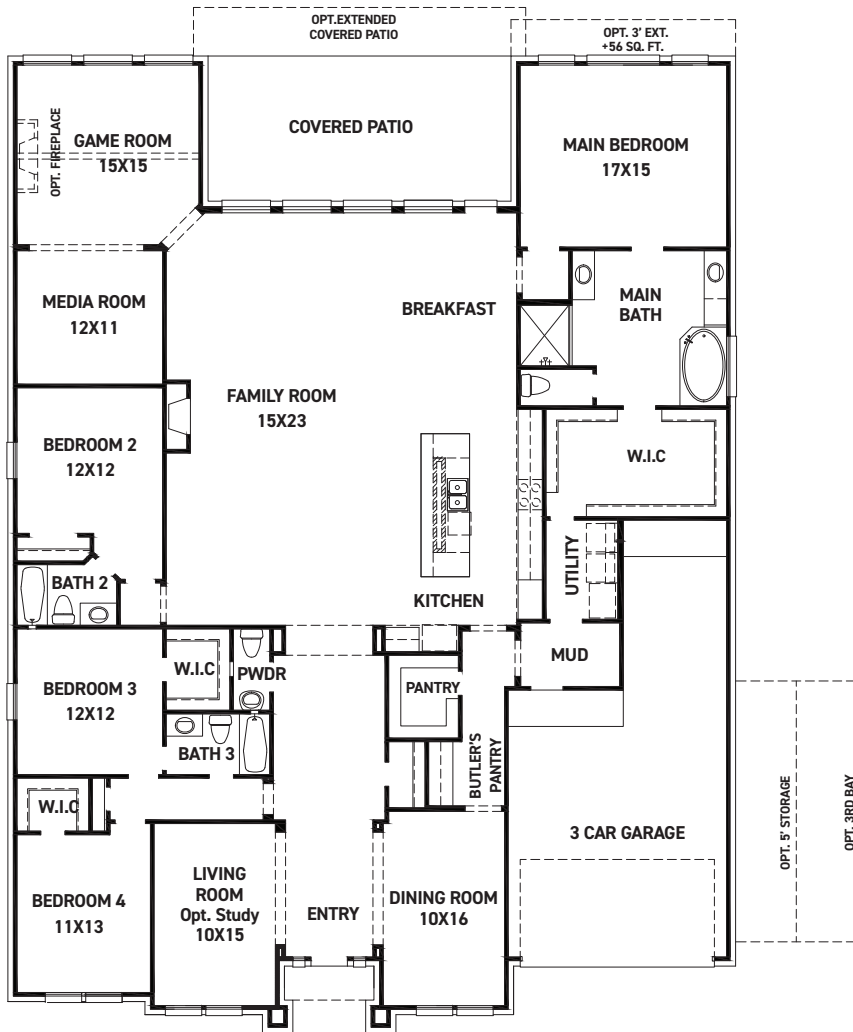 OPT.EXTENDED
COVERED PATIO
OPT. 3' EXT.
+56 SQ. FT.
OPT. FIREPLACE
GAME ROOM
15X15
COVERED PATIO
MAIN BEDROOM
17X15
MEDIA ROOM
12X11
BREAKFAST
MAIN
BATH
FAMILY ROOM
15X23
BEDROOM 2
12X12
W.I.C
BATH 2
KITCHEN
UTILITY
MUD
BEDROOM 3
12X12
W.I.C
PWDR
PANTRY
BATH 3
BUTLER'S
PANTRY
W.I.C
BEDROOM 4
11X13
LIVING
ROOM
Opt. Study
10X15
ENTRY
DINING ROOM
10X16
3 CAR GARAGE
OPT. 5' STORAGE
OPT. 3RD BAY